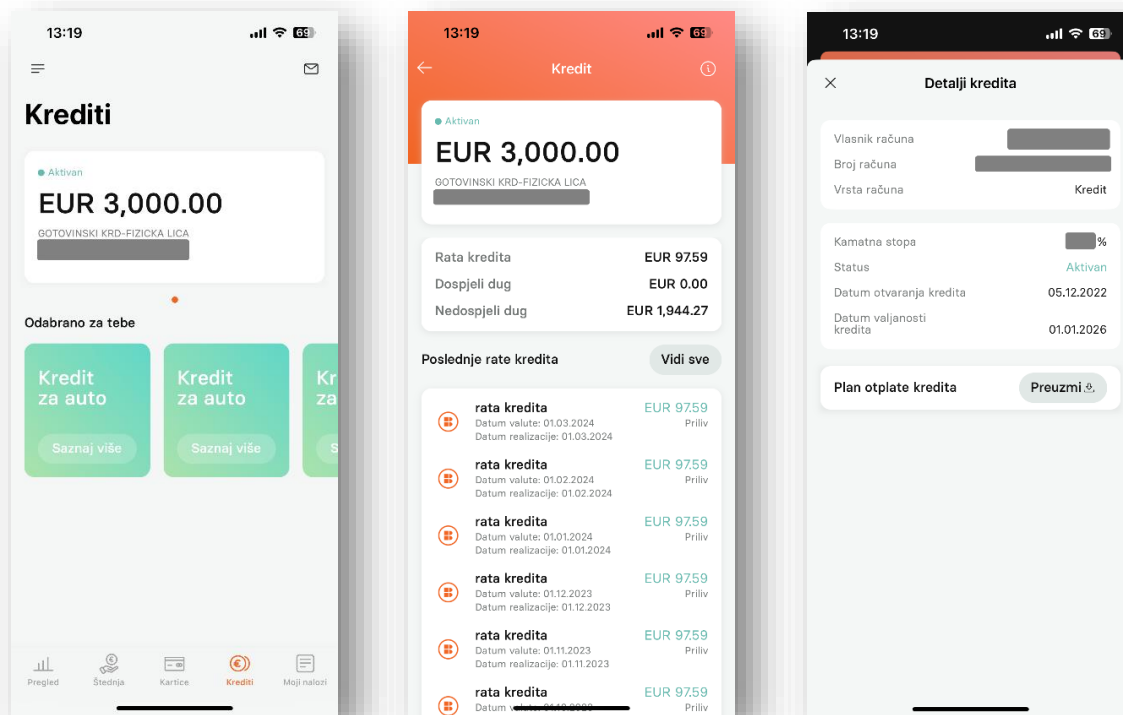 13:19
69
Krediti
Aktivan
EUR 3,000.00
GOTOVINSKI KRD-FIZICKA LICA
Odabrano za tebe
Kredit
za auto
Saznaj više
Kredit
za auto
Saznaj više
Kr
za
S
Pregled
Štednja
Kartice
Krediti
Moji nalozi
13:19
69
Kredit
Aktivan
EUR 3,000.00
GOTOVINSKI KRD-FIZICKA LICA
Rata kredita EUR 97.59
Dospjeli dug EUR 0.00
Nedospjeli dug EUR 1,944.27
Poslednje rate kredita Vidi sve
rata kredita EUR 97.59
Datum valute: 01.03.2024 Priliv
Datum realizacije: 01.03.2024
rata kredita EUR 97.59
Datum valute: 01.02.2024 Priliv
Datum realizacije: 01.02.2024
rata kredita EUR 97.59
Datum valute: 01.01.2024 Priliv
Datum realizacije: 01.01.2024
rata kredita EUR 97.59
Datum valute: 01.12.2023 Priliv
Datum realizacije: 01.12.2023
rata kredita EUR 97.59
Datum valute: 01.11.2023 Priliv
Datum realizacije: 01.11.2023
rata kredita EUR 97.59
Datum Priliv
13:19
69
Detalji kredita
Vlasnik računa
Broj računa
Vrsta računa Kredit
Kamatna stopa %
Status Aktivan
Datum otvaranja kredita 05.12.2022
Datum valjanosti
kredita 01.01.2026
Plan otplate kredita Preuzmi